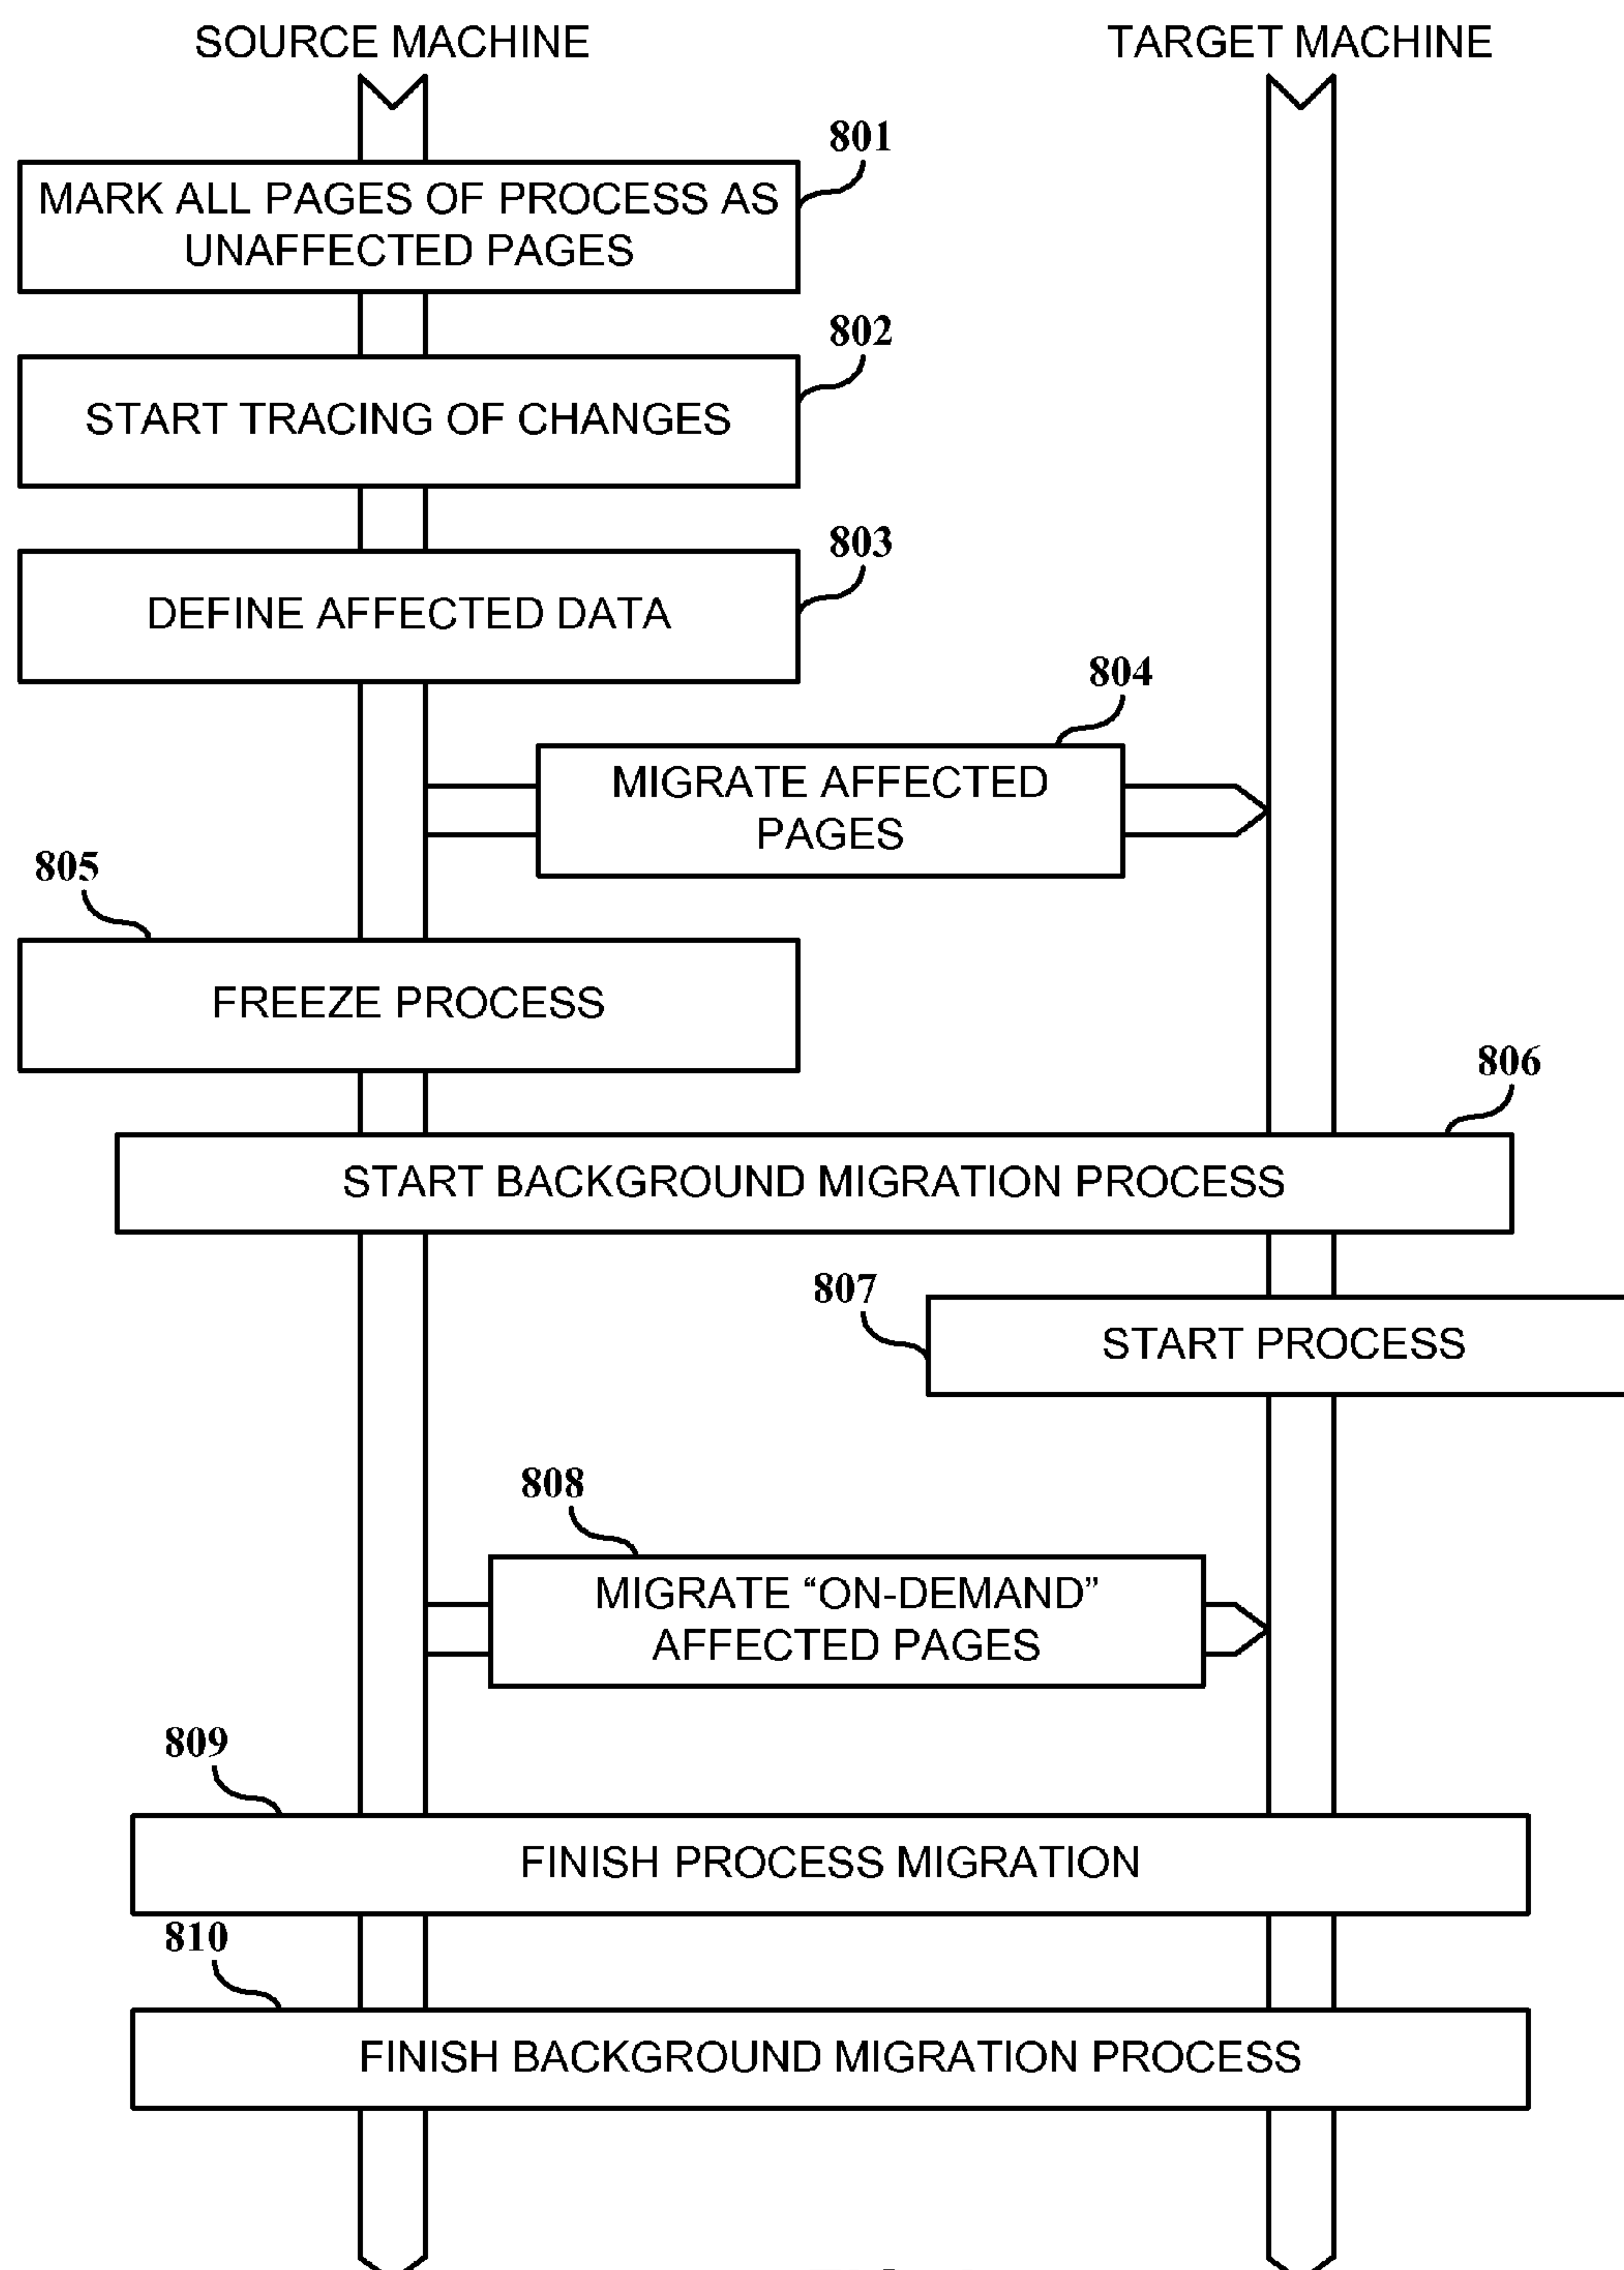 SOURCE MACHINE
TARGET MACHINE
801
MARK ALL PAGES OF PROCESS AS
UNAFFECTED PAGES
802
START TRACING OF CHANGES
803
DEFINE AFFECTED DATA
804
MIGRATE AFFECTED
PAGES
805
FREEZE PROCESS
806
START BACKGROUND MIGRATION PROCESS
807
START PROCESS
808
MIGRATE “ON-DEMAND”
AFFECTED PAGES
809
FINISH PROCESS MIGRATION
810
FINISH BACKGROUND MIGRATION PROCESS